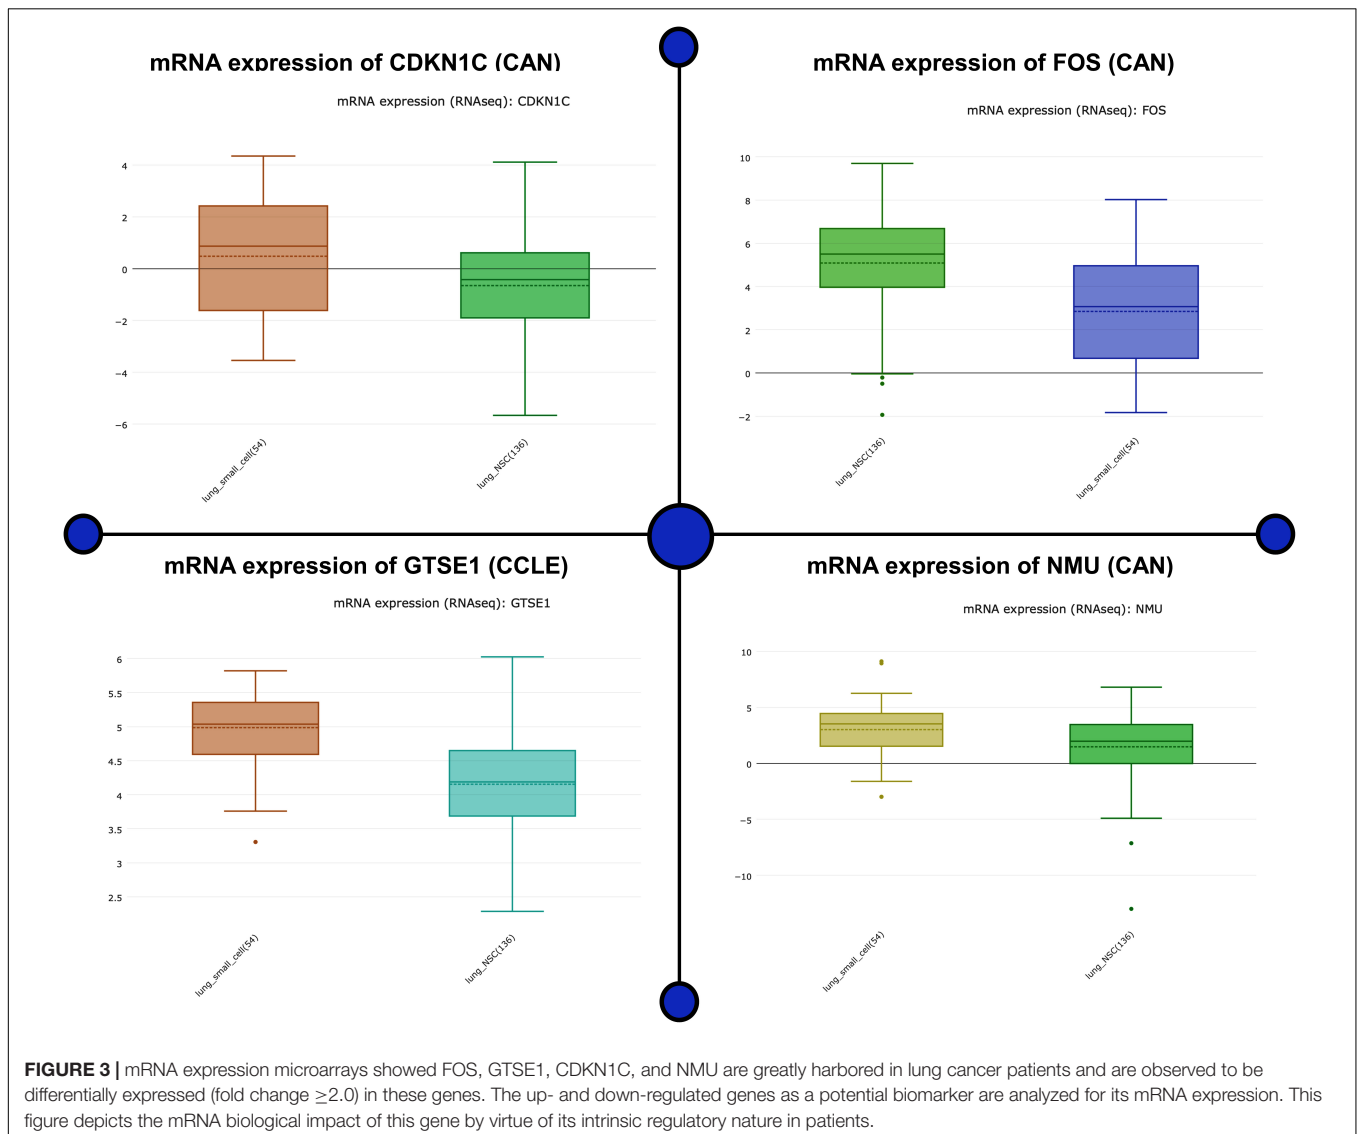 mRNA expression of CDKN1C (CAN)
mRNA expression (RNAseq): CDKN1C
4
2
0
−2
−4
−6
lung_small_cell(54)
lung_NSC(136)
mRNA expression of FOS (CAN)
mRNA expression (RNAseq): FOS
10
8
6
4
2
0
−2
lung_NSC(136)
lung_small_cell(54)
mRNA expression of GTSE1 (CCLE)
mRNA expression (RNAseq): GTSE1
6
5.5
5
4.5
4
3.5
3
2.5
lung_small_cell(54)
lung_NSC(136)
mRNA expression of NMU (CAN)
mRNA expression (RNAseq): NMU
10
5
0
−5
−10
lung_small_cell(54)
lung_NSC(136)
FIGURE 3 | mRNA expression microarrays showed FOS, GTSE1, CDKN1C, and NMU are greatly harbored in lung cancer patients and are observed to be
differentially expressed (fold change ≥2.0) in these genes. The up- and down-regulated genes as a potential biomarker are analyzed for its mRNA expression. This
figure depicts the mRNA biological impact of this gene by virtue of its intrinsic regulatory nature in patients.